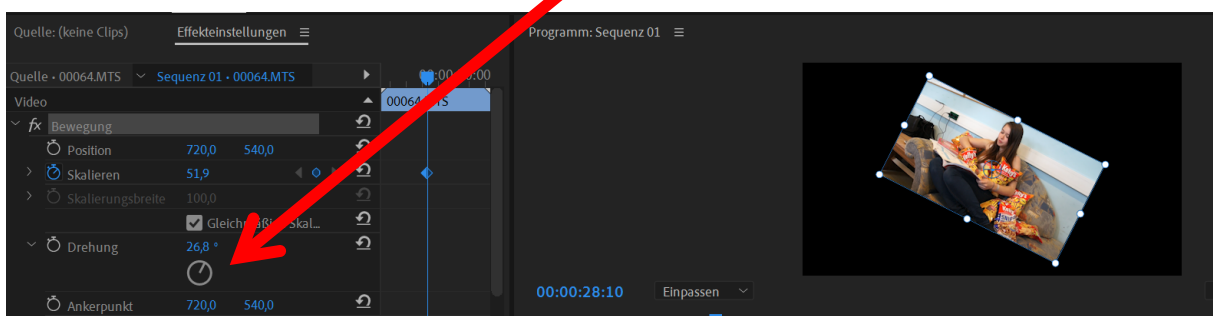 Quelle: (keine Clips) Effekteinstellungen Programm: Sequenz 01
Quelle • 00064.MTS Sequenz 01 • 00064.MTS
Video 00064.MTS
fx Bewegung
Position 720,0 540,0
Skalieren 51,9
Skalierungsbreite 100,0
Drehung 26,8 °
00:00:28:10 Einpassen
Ankerpunkt 720,0 540,0